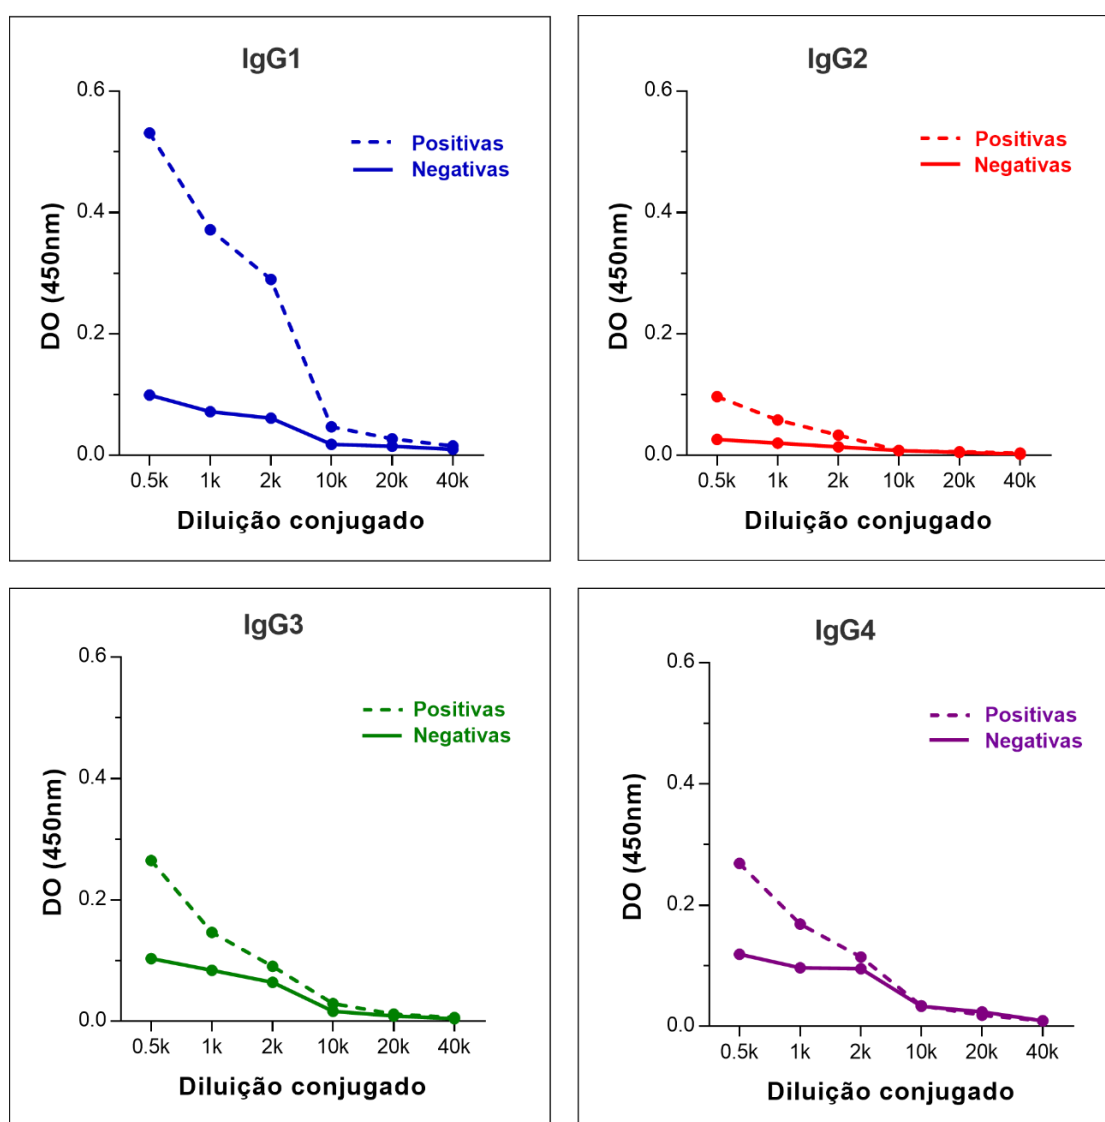 IgG1
0.6
0.4
0.2
0.0
DO (450nm)
Positivas
Negativas
0.5k 1k 2k 10k 20k 40k
Diluição conjugado
IgG2
0.6
0.4
0.2
0.0
DO (450nm)
Positivas
Negativas
0.5k 1k 2k 10k 20k 40k
Diluição conjugado
IgG3
0.6
0.4
0.2
0.0
DO (450nm)
Positivas
Negativas
0.5k 1k 2k 10k 20k 40k
Diluição conjugado
IgG4
0.6
0.4
0.2
0.0
DO (450nm)
Positivas
Negativas
0.5k 1k 2k 10k 20k 40k
Diluição conjugado